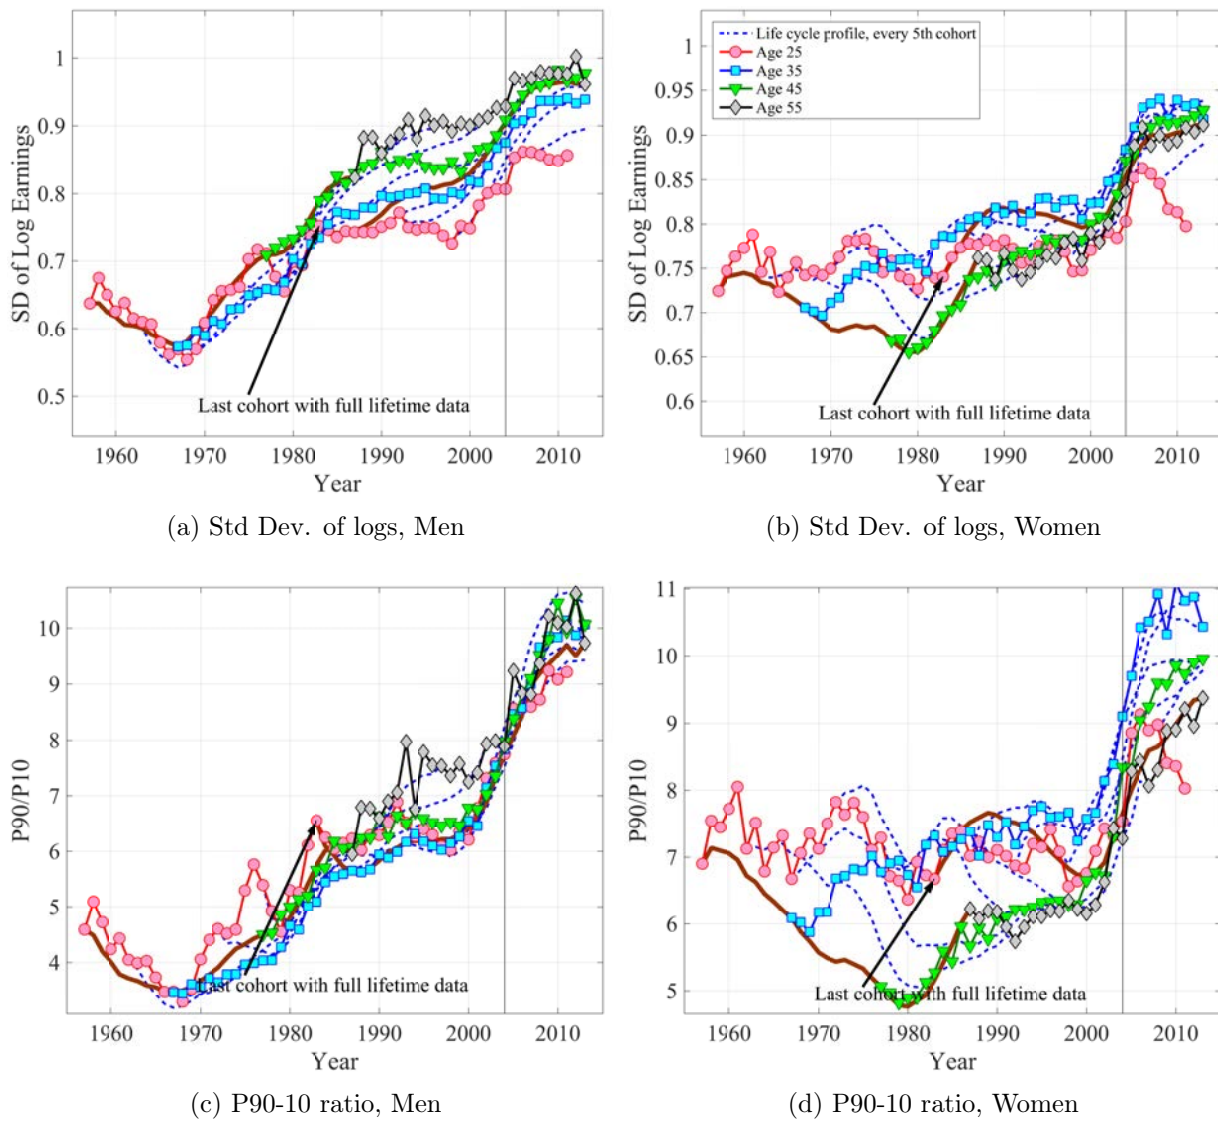 1
0.9
0.8
0.7
0.6
0.5
SD of Log Earnings
Last cohort with full lifetime data
1960 1970 1980 1990 2000 2010
Year
(a) Std Dev. of logs, Men
1
0.95
0.9
0.85
0.8
0.75
0.7
0.65
0.6
SD of Log Earnings
Life cycle profile, every 5th cohort
Age 25
Age 35
Age 45
Age 55
Last cohort with full lifetime data
1960 1970 1980 1990 2000 2010
Year
(b) Std Dev. of logs, Women
10
9
8
7
6
5
4
P90/P10
Last cohort with full lifetime data
1960 1970 1980 1990 2000 2010
Year
(c) P90-10 ratio, Men
11
10
9
8
7
6
5
P90/P10
Last cohort with full lifetime data
1960 1970 1980 1990 2000 2010
Year
(d) P90-10 ratio, Women